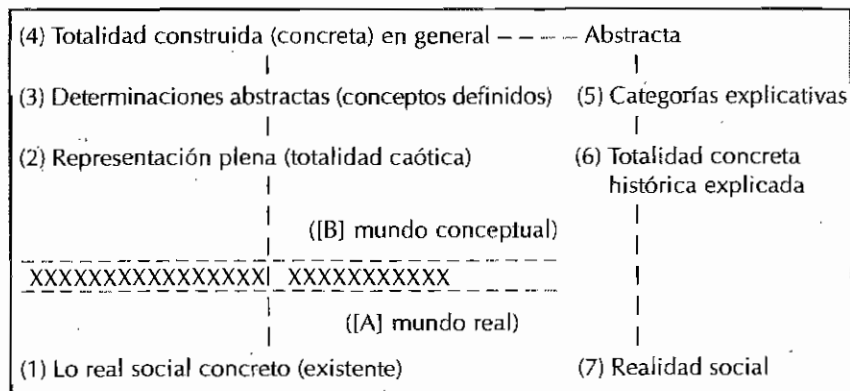 (4) Totalidad construida (concreta) en general – – – – Abstracta
(3) Determinaciones abstractas (conceptos definidos) (5) Categorías explicativas
(2) Representación plena (totalidad caótica) (6) Totalidad concreta
histórica explicada
([B] mundo conceptual)
XXXXXXXXXXXXXXXX XXXXXXXXXXX
([A] mundo real)
(1) Lo real social concreto (existente) (7) Realidad social